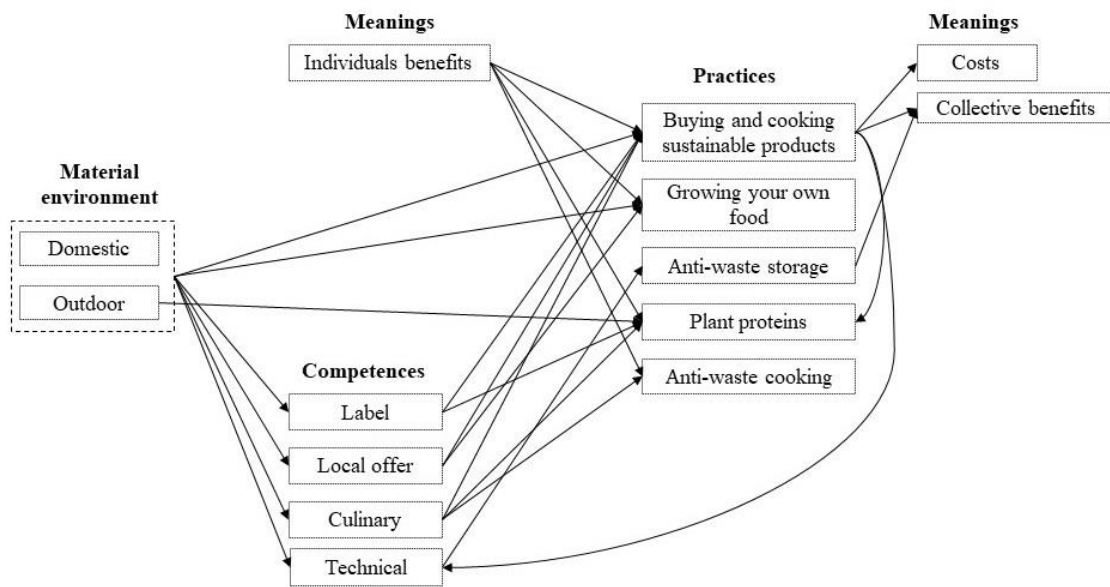 Meanings
Individuals benefits
Meanings
Costs
Collective benefits
Practices
Buying and cooking
sustainable products
Growing your own
food
Anti-waste storage
Plant proteins
Anti-waste cooking
Material
environment
Domestic
Outdoor
Competences
Label
Local offer
Culinary
Technical